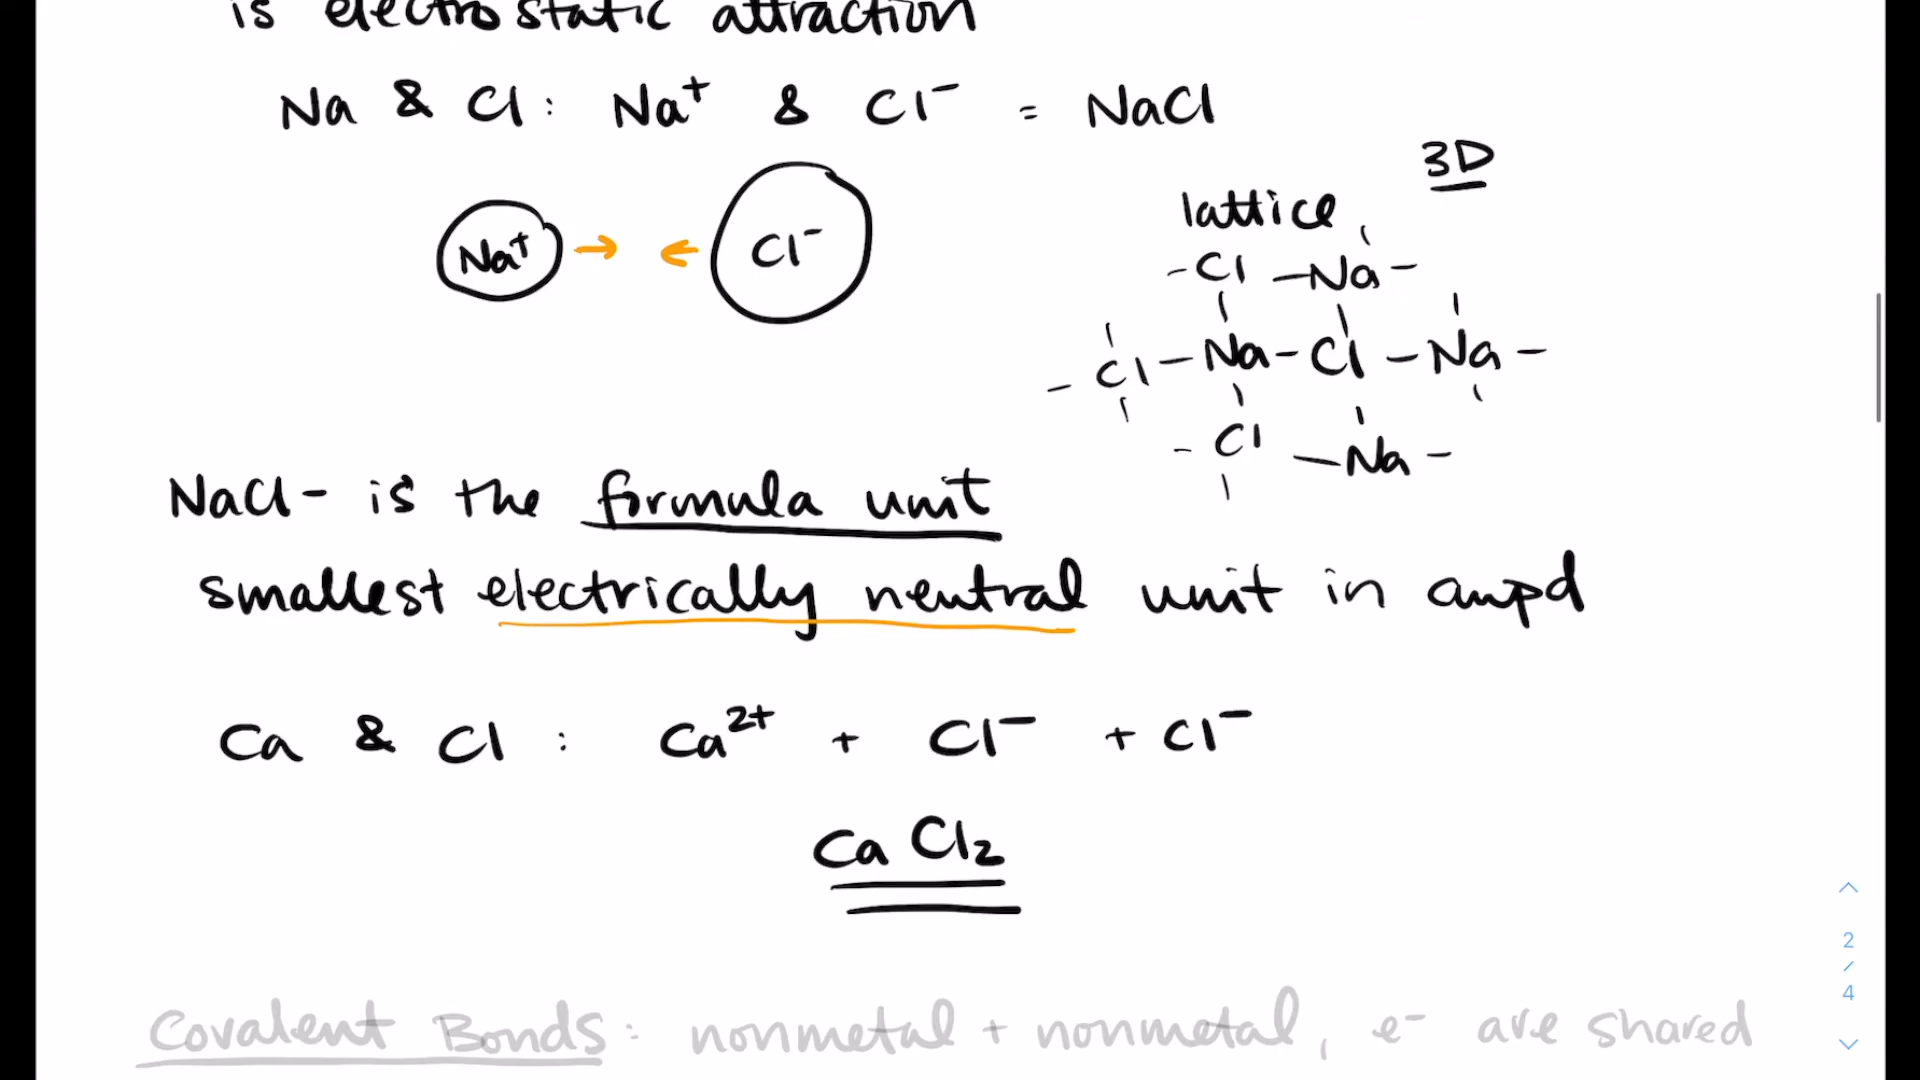 is electrostatic attraction
Na & Cl : Na⁺ & Cl⁻ = NaCl
3D
lattice
Na⁺ → ← Cl⁻
- Cl - Na -
- Cl - Na - Cl - Na -
- Cl - Na -
NaCl - is the formula unit
smallest electrically neutral unit in cmpd
Ca & Cl : Ca²⁺ + Cl⁻ + Cl⁻
CaCl₂
Covalent Bonds : nonmetal + nonmetal, e⁻ are shared
2
/
4